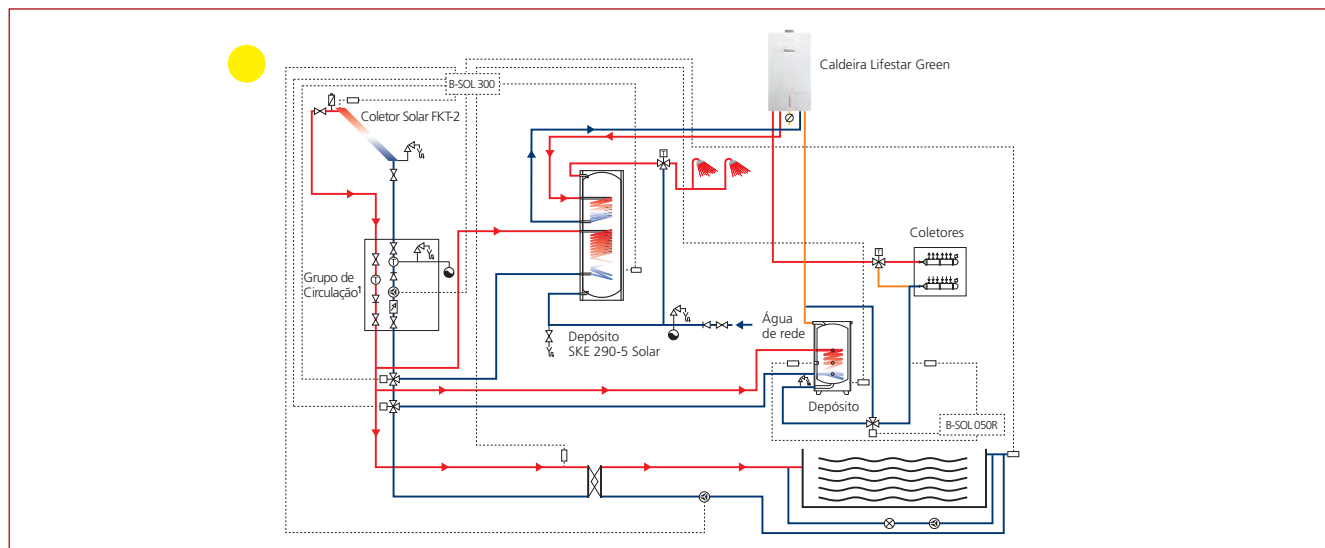 Caldeira Lifestar Green
B-SOL 300
Coletor Solar FKT-2
T
Coletores
T
Grupo de
Circulação¹
T
T
Água
de rede
Depósito
SKE 290-5 Solar
Depósito
B-SOL 050R